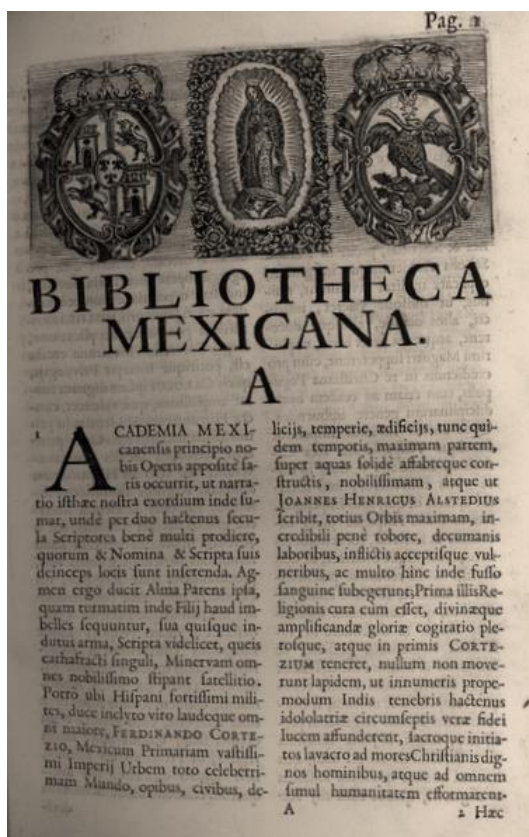 Pag. 1
BIBLIOTHECA
MEXICANA.
A
1
ACADEMIA MEXI-
canensis principio no-
bis Operis appositè sa-
tis occurrit, ut narra-
tio isthæc nostra exordium inde su-
mat, undè per duo hactenus secu-
la Scriptores benè multi prodiere,
quorum & Nomina & Scripta suis
deinceps locis sunt inserenda. Ag-
men ergo ducit Alma Parens ipsa,
quam turmatim inde Filij haud im-
belles sequuntur, sua quisque in-
dutus arma, Scripta videlicet, queis
cathafracti singuli, Minervam om-
nes nobilissimo stipant satellitio.
Porrò ubi Hispani fortissimi mili-
tes, duce inclyto viro laudeque om-
ni maiore, FERDINANDO CORTE-
ZIO, Mexicum Primariam vastissi-
mi Imperij Urbem toto celeberri-
mam Mundo, opibus, civibus, de-
licijs, temperie, ædificijs, tunc qui-
dem temporis, maximam partem,
super aquas solidè affabreque con-
structis, nobilissimam, atque ut
JOANNES HENRICUS ALSTEDIUS
scribit, totius Orbis maximam, in-
credibili penè robore, decumanis
laboribus, inflictis acceptisque vul-
neribus, ac multo hinc inde fusso
sanguine subegerunt; Prima illis Re-
ligionis cura cum esset, divinæque
amplificandæ gloriæ cogitatio ple-
rosque, atque in primis CORTE-
ZIUM teneret, nullum non move-
runt lapidem, ut innumeris prope-
modum Indis tenebris hactenus
idololatriæ circumseptis veræ fidei
lucem affunderent, sacroque initia-
tos lavacro ad mores Christianis dig-
nos hominibus, atque ad omnem
simul humanitatem efformarent.
A
2 Hæc